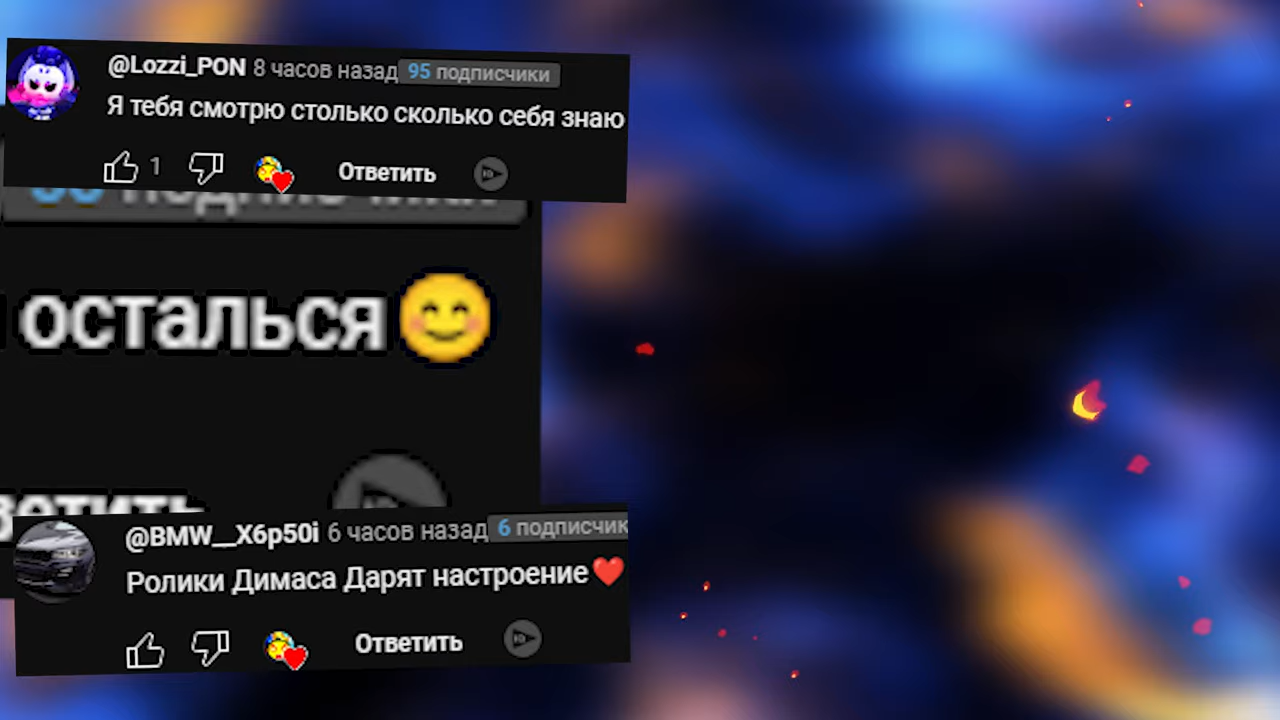 @Lozzi_PON 8 часов назад 95 подписчики
Я тебя смотрю столько сколько себя знаю
1 Ответить
осталься😊
@BMW__X6p50i 6 часов назад 6 подписчик
Ролики Димаса Дарят настроение❤️
Ответить